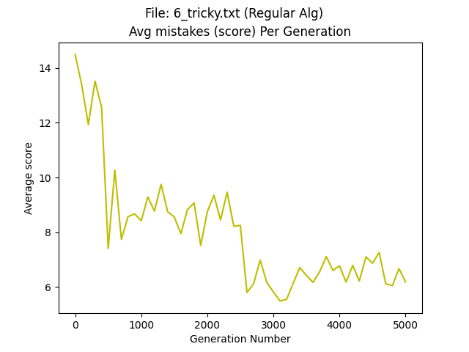 File: 6_tricky.txt (Regular Alg)
Avg mistakes (score) Per Generation
14
12
10
8
6
Average score
0 1000 2000 3000 4000 5000
Generation Number